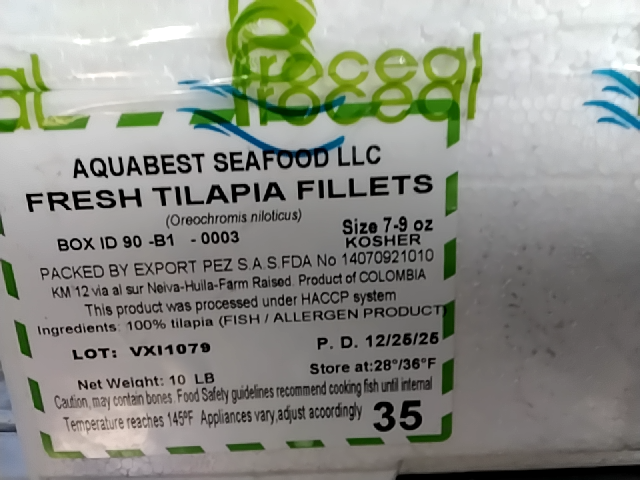 Proceal
Proceal
AQUABEST SEAFOOD LLC
FRESH TILAPIA FILLETS
(Oreochromis niloticus)
BOX ID 90 -B1 - 0003
Size 7-9 oz
KOSHER
PACKED BY EXPORT PEZ S.A.S.FDA No 14070921010
KM 12 via al sur Neiva-Huila-Farm Raised. Product of COLOMBIA
This product was processed under HACCP system
Ingredients: 100% tilapia (FISH / ALLERGEN PRODUCT)
LOT: VXI1079
P. D. 12/25/25
Store at:28°/36°F
Net Weight: 10 LB
Caution, may contain bones. Food Safety guidelines recommend cooking fish until internal
Temperature reaches 145ºF Appliances vary,adjust acoordingly
35